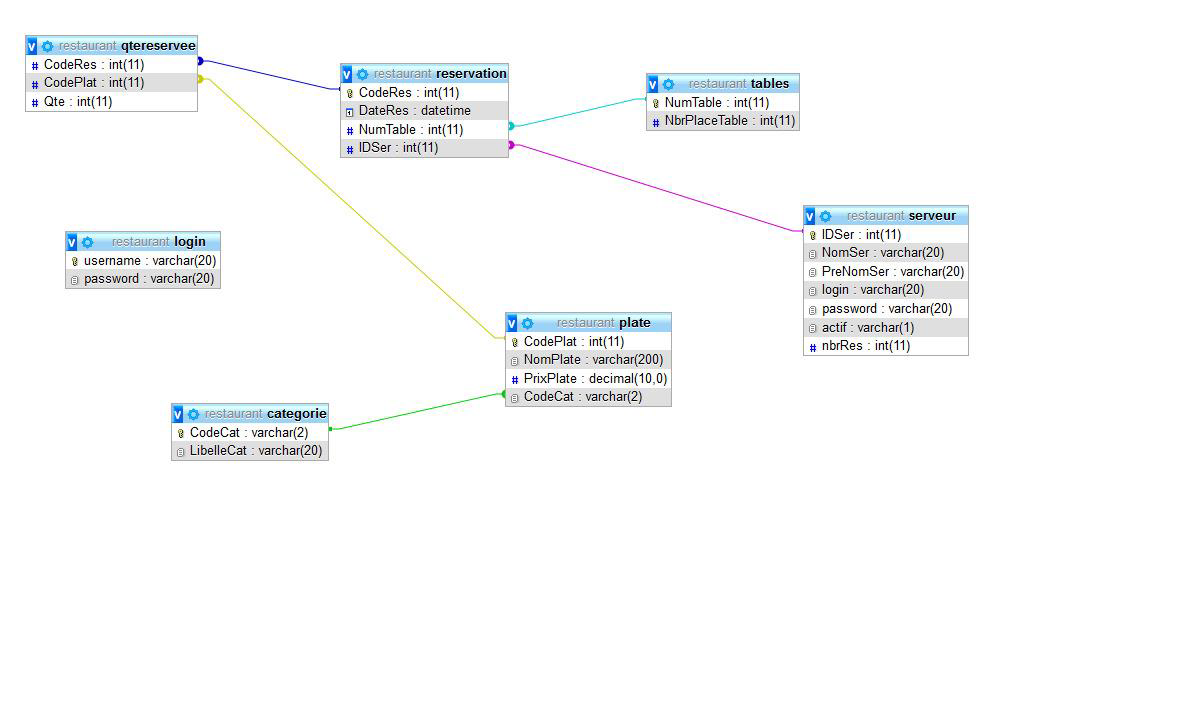 restaurant qtereservee
CodeRes : int(11)
CodePlat : int(11)
Qte : int(11)
restaurant reservation
CodeRes : int(11)
DateRes : datetime
NumTable : int(11)
IDSer : int(11)
restaurant tables
NumTable : int(11)
NbrPlaceTable : int(11)
restaurant serveur
IDSer : int(11)
NomSer : varchar(20)
PreNomSer : varchar(20)
login : varchar(20)
password : varchar(20)
actif : varchar(1)
nbrRes : int(11)
restaurant login
username : varchar(20)
password : varchar(20)
restaurant plate
CodePlat : int(11)
NomPlate : varchar(200)
PrixPlate : decimal(10,0)
CodeCat : varchar(2)
restaurant categorie
CodeCat : varchar(2)
LibelleCat : varchar(20)